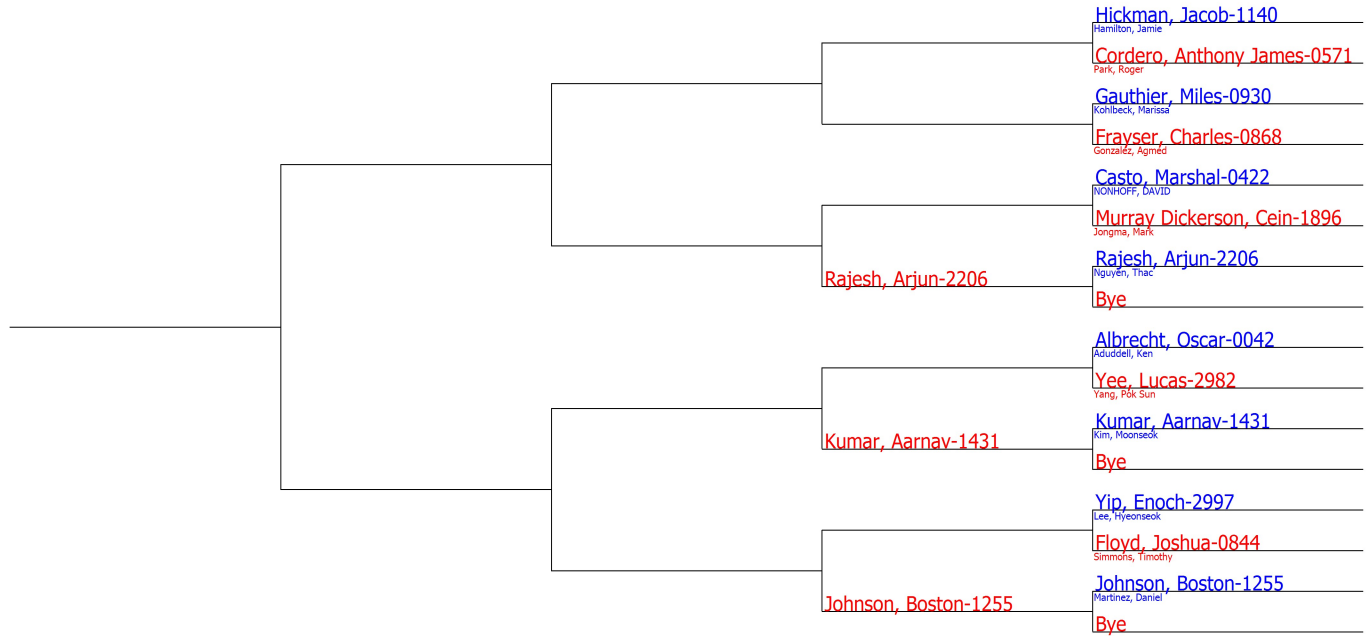 Hickman, Jacob-1140
Hamilton, Jamie
Cordero, Anthony James-0571
Park, Roger
Gauthier, Miles-0930
Kohlbeck, Marissa
Frayser, Charles-0868
Gonzalez, Agmed
Casto, Marshal-0422
NONHOFF, DAVID
Murray Dickerson, Cein-1896
Jongma, Mark
Rajesh, Arjun-2206
Nguyen, Thac
Rajesh, Arjun-2206
Bye
Albrecht, Oscar-0042
Aduddell, Ken
Yee, Lucas-2982
Yang, Pok Sun
Kumar, Aarnav-1431
Kim, Moonseok
Kumar, Aarnav-1431
Bye
Yip, Enoch-2997
Lee, Hyeonseok
Floyd, Joshua-0844
Simmons, Timothy
Johnson, Boston-1255
Martinez, Daniel
Johnson, Boston-1255
Bye